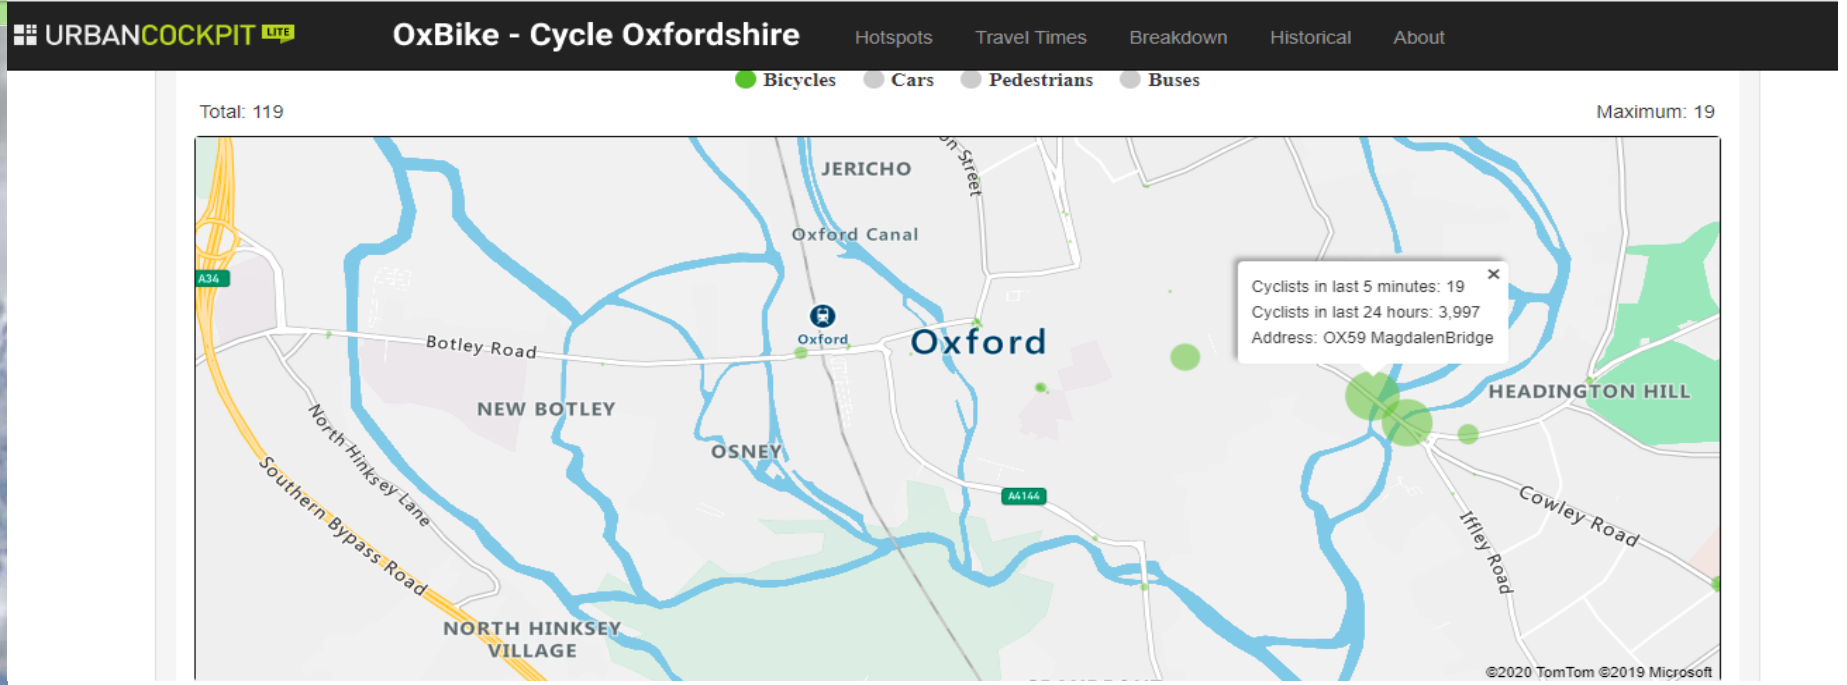 URBANCOCKPIT LITE
OxBike - Cycle Oxfordshire
Hotspots Travel Times Breakdown Historical About
Bicycles Cars Pedestrians Buses
Total: 119 Maximum: 19
JERICHO
on Street
Oxford Canal
A34
Cyclists in last 5 minutes: 19
Cyclists in last 24 hours: 3,997
Address: OX59 MagdalenBridge
Botley Road
Oxford
Oxford
HEADINGTON HILL
NEW BOTLEY
North Hinksey Lane
OSNEY
Southern Bypass Road
A4144
Cowley Road
Iffley Road
NORTH HINKSEY
VILLAGE
©2020 TomTom ©2019 Microsoft